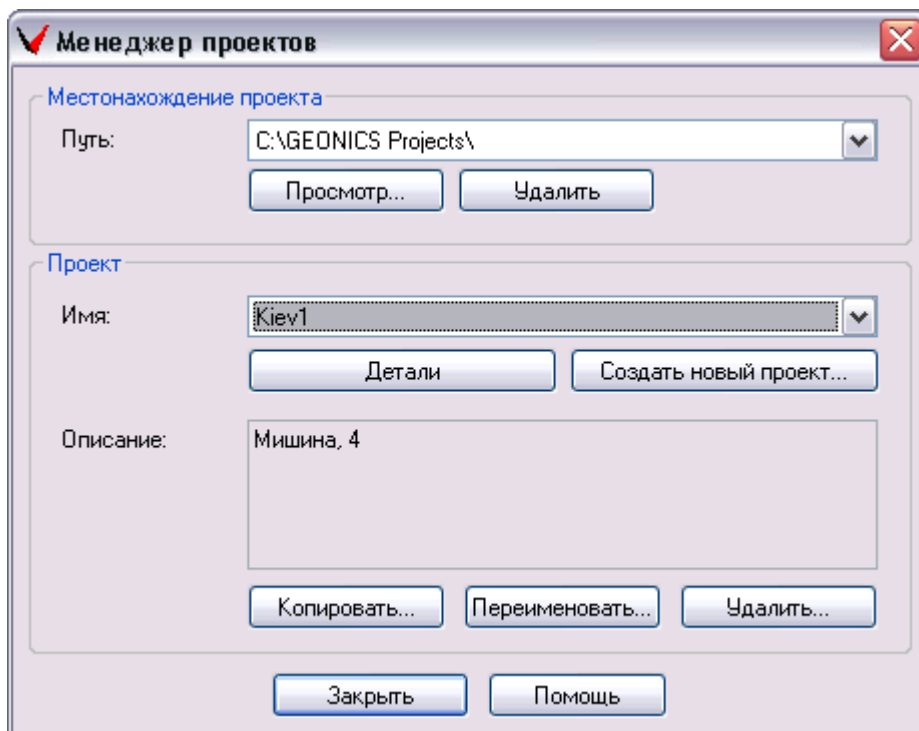 Менеджер проектов
Местонахождение проекта
Путь:
C:\GEONICS Projects\
Просмотр... Удалить
Проект
Имя:
Kiev1
Детали Создать новый проект...
Описание:
Мишина, 4
Копировать... Переименовать... Удалить...
Закрыть Помощь